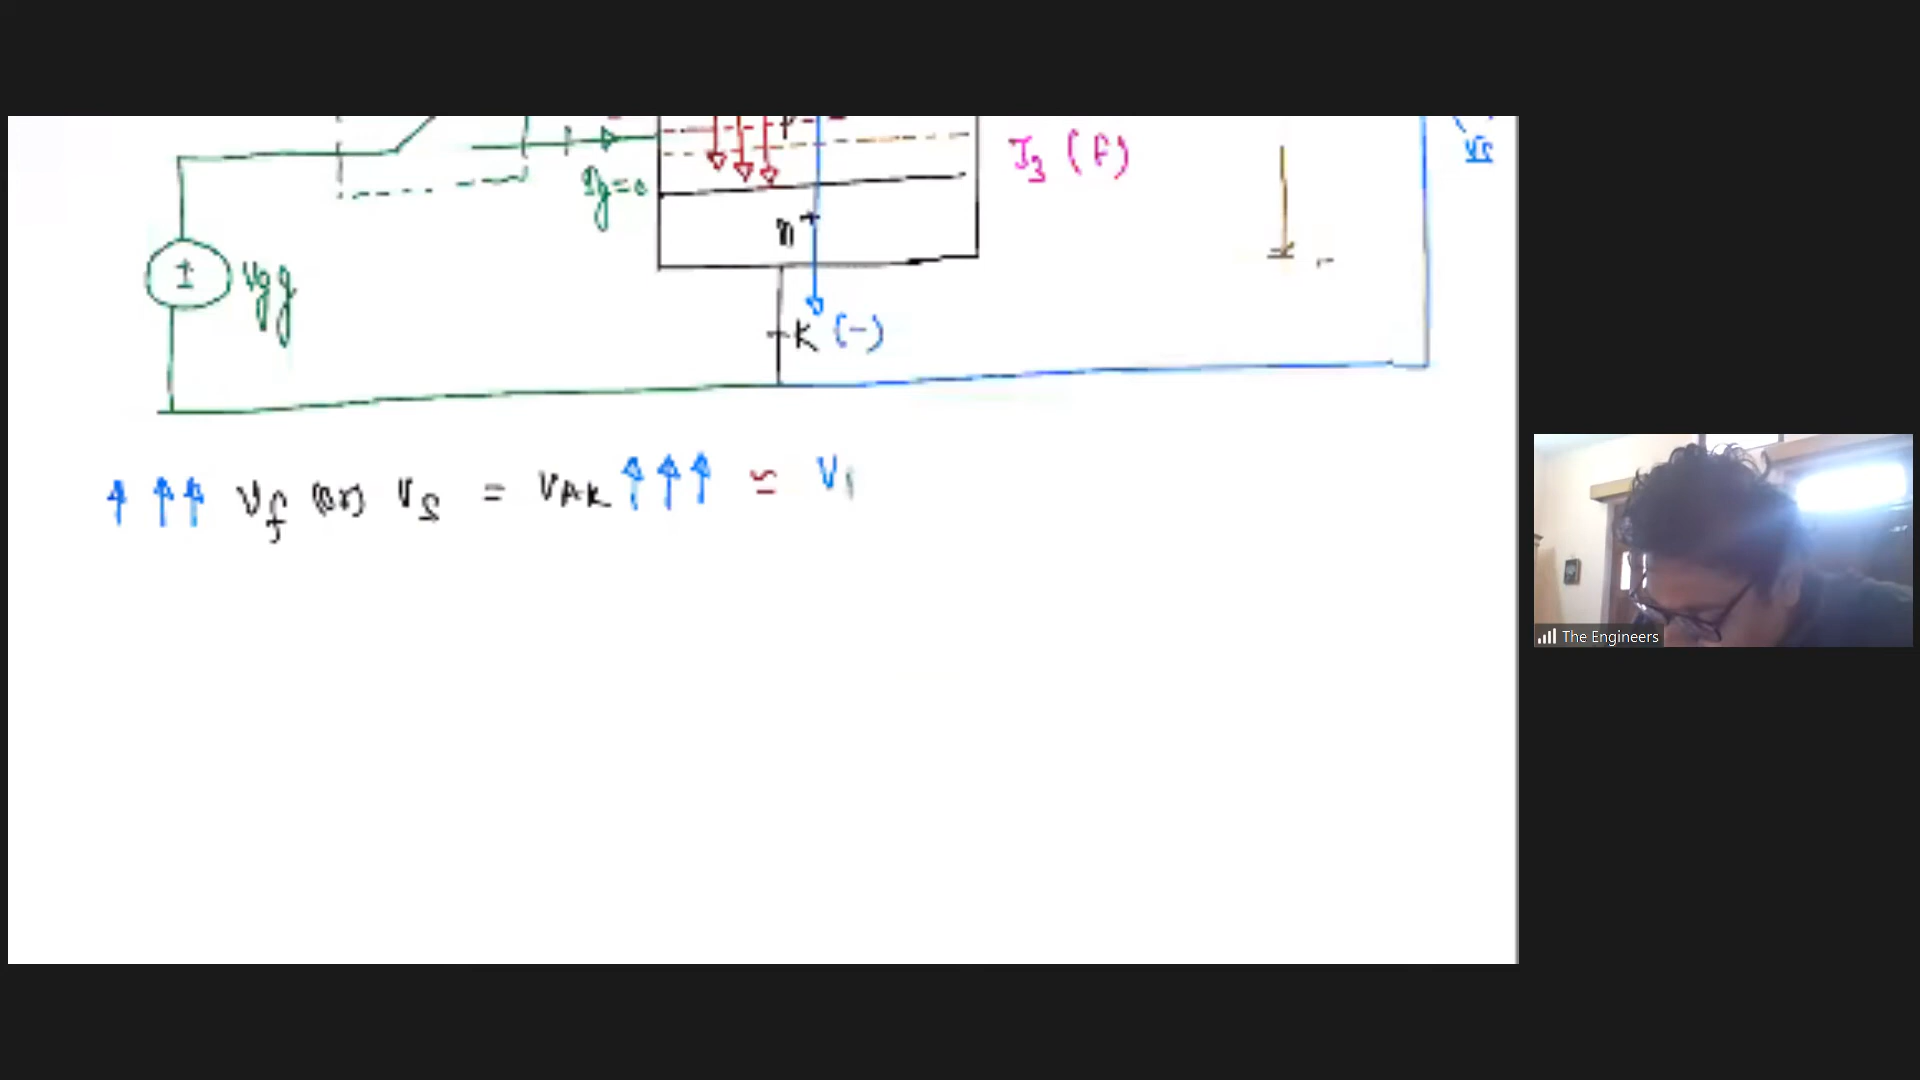 J3 (f)
Vs
Ig=0
n+
Vgg
K (-)
↑ ↑↑ Vf (or) Vs = VAK ↑↑↑ ≃ V
The Engineers